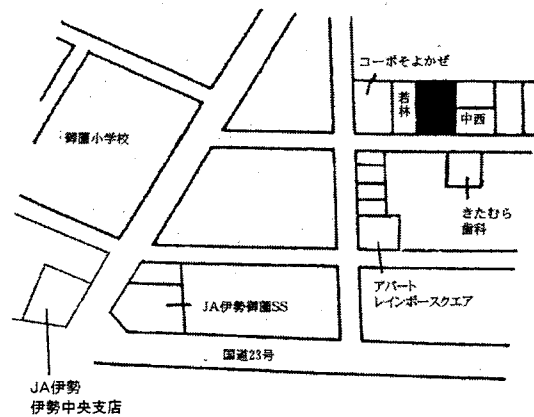 コーポそよかぜ
若林
中西
御薗小学校
きたむら
歯科
アパート
レインボースクエア
JA伊勢御薗SS
国道23号
JA伊勢
伊勢中央支店